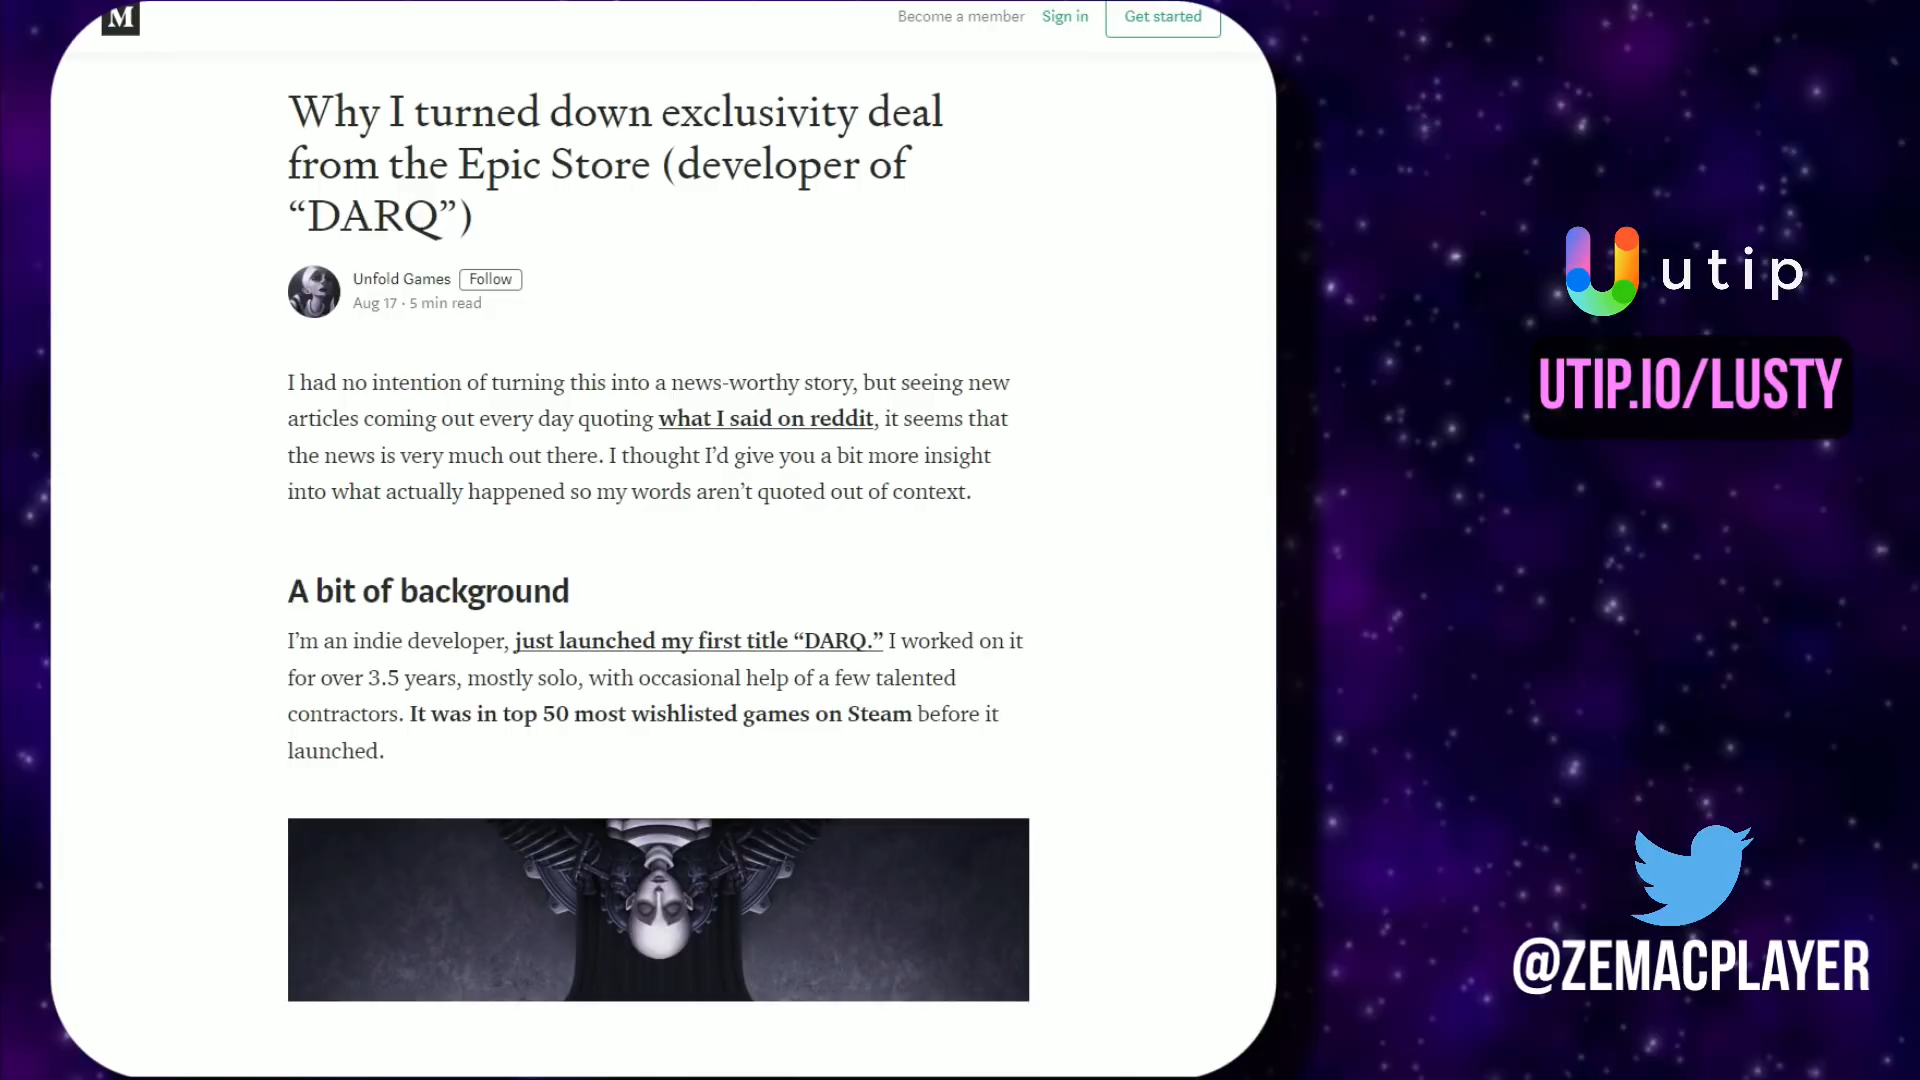 M
Become a member Sign in Get started
Why I turned down exclusivity deal
from the Epic Store (developer of
“DARQ”)
Unfold Games Follow
Aug 17 · 5 min read
I had no intention of turning this into a news-worthy story, but seeing new
articles coming out every day quoting what I said on reddit, it seems that
the news is very much out there. I thought I’d give you a bit more insight
into what actually happened so my words aren’t quoted out of context.
A bit of background
I’m an indie developer, just launched my first title “DARQ.” I worked on it
for over 3.5 years, mostly solo, with occasional help of a few talented
contractors. It was in top 50 most wishlisted games on Steam before it
launched.
utip
UTIP.IO/LUSTY
@ZEMACPLAYER